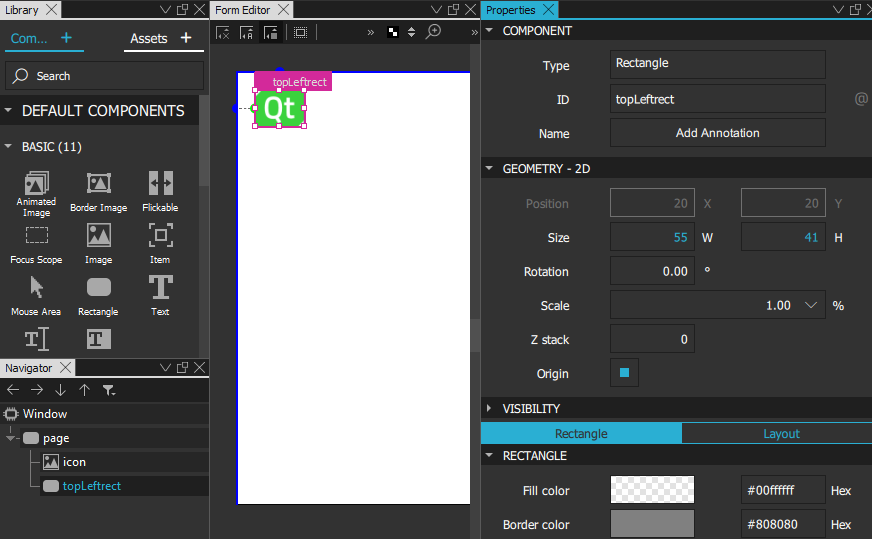 Library
Com...
+
Assets
+
Search
DEFAULT COMPONENTS
BASIC (11)
Animated
Image
Border Image
Flickable
Focus Scope
Image
Item
Mouse Area
Rectangle
Text
Navigator
Window
page
icon
topLeftrect
Form Editor
»
»
topLeftrect
Qt
Properties
COMPONENT
Type
Rectangle
ID
topLeftrect
@
Name
Add Annotation
GEOMETRY - 2D
Position
20
X
20
Y
Size
55
W
41
H
Rotation
0.00
°
Scale
1.00
%
Z stack
0
Origin
VISIBILITY
Rectangle
Layout
RECTANGLE
Fill color
#00ffffff
Hex
Border color
#808080
Hex